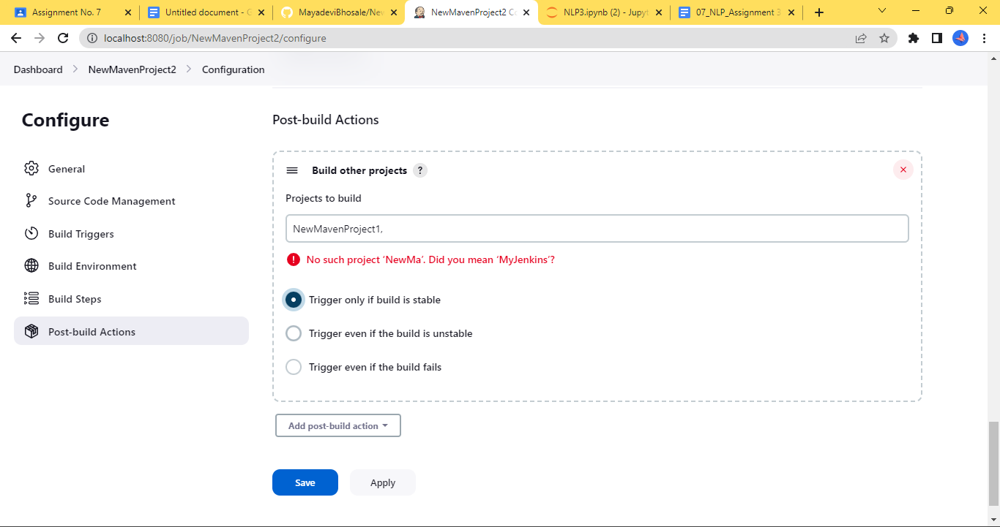 Assignment No. 7
Untitled document - G
MayadeviBhosale/Nev
NewMavenProject2 Co
NLP3.ipynb (2) - Jupyt
07_NLP_Assignment 3
localhost:8080/job/NewMavenProject2/configure
Dashboard > NewMavenProject2 > Configuration
Configure
General
Source Code Management
Build Triggers
Build Environment
Build Steps
Post-build Actions
Post-build Actions
Build other projects ?
Projects to build
NewMavenProject1,
No such project ‘NewMa’. Did you mean ‘MyJenkins’?
Trigger only if build is stable
Trigger even if the build is unstable
Trigger even if the build fails
Add post-build action
Save
Apply